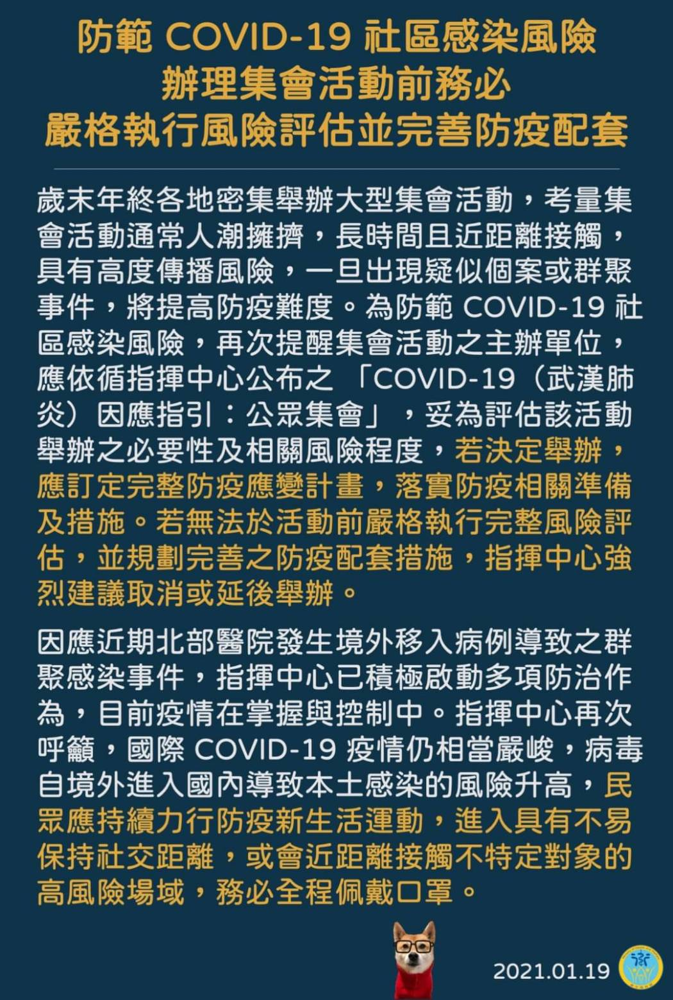 防範 COVID-19 社區感染風險
辦理集會活動前務必
嚴格執行風險評估並完善防疫配套
歲末年終各地密集舉辦大型集會活動，考量集
會活動通常人潮擁擠，長時間且近距離接觸，
具有高度傳播風險，一旦出現疑似個案或群聚
事件，將提高防疫難度。為防範 COVID-19 社
區感染風險，再次提醒集會活動之主辦單位，
應依循指揮中心公布之 「COVID-19（武漢肺
炎）因應指引：公眾集會」，妥為評估該活動
舉辦之必要性及相關風險程度，若決定舉辦，
應訂定完整防疫應變計畫，落實防疫相關準備
及措施。若無法於活動前嚴格執行完整風險評
估，並規劃完善之防疫配套措施，指揮中心強
烈建議取消或延後舉辦。
因應近期北部醫院發生境外移入病例導致之群
聚感染事件，指揮中心已積極啟動多項防治作
為，目前疫情在掌握與控制中。指揮中心再次
呼籲，國際 COVID-19 疫情仍相當嚴峻，病毒
自境外進入國內導致本土感染的風險升高，民
眾應持續力行防疫新生活運動，進入具有不易
保持社交距離，或會近距離接觸不特定對象的
高風險場域，務必全程佩戴口罩。
2021.01.19